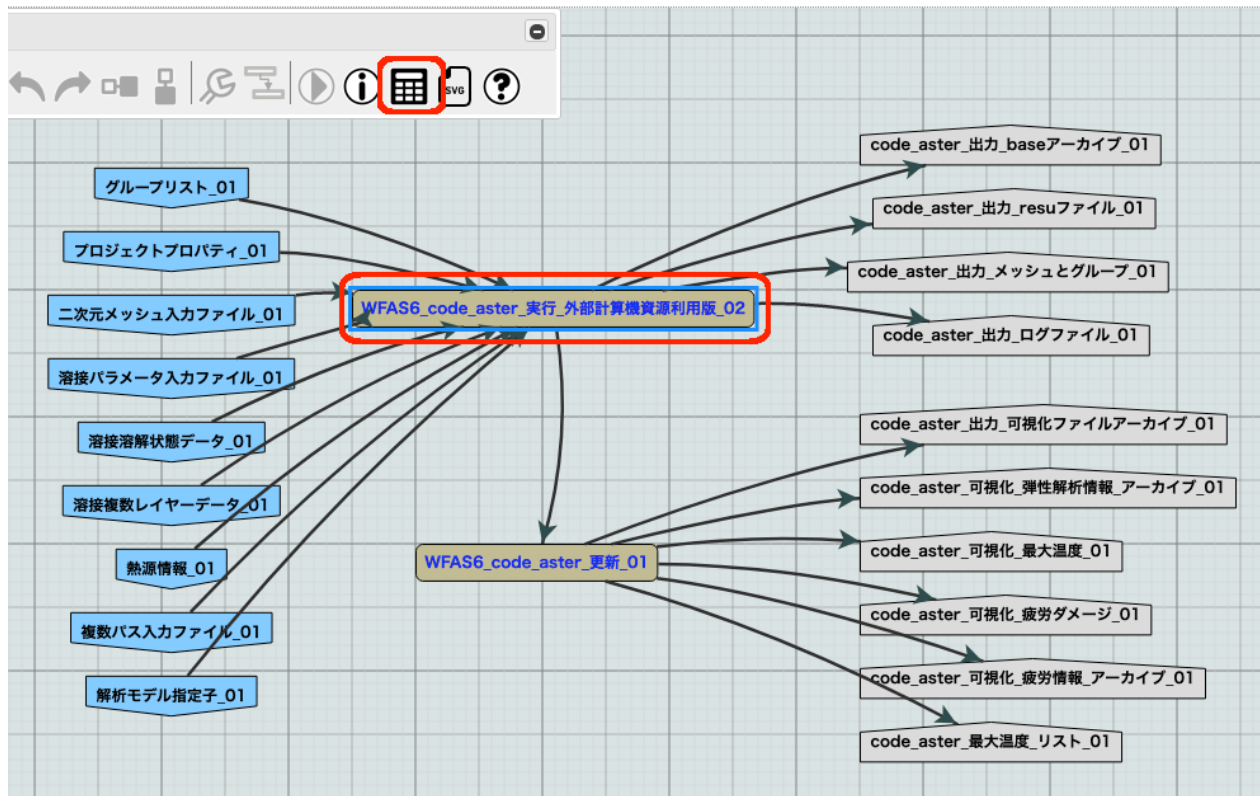 SVG
グループリスト_01
プロジェクトプロパティ_01
二次元メッシュ入力ファイル_01
溶接パラメータ入力ファイル_01
溶接溶解状態データ_01
溶接複数レイヤーデータ_01
熱源情報_01
複数パス入力ファイル_01
解析モデル指定子_01
WFAS6_code_aster_実行_外部計算機資源利用版_02
WFAS6_code_aster_更新_01
code_aster_出力_baseアーカイブ_01
code_aster_出力_resuファイル_01
code_aster_出力_メッシュとグループ_01
code_aster_出力_ログファイル_01
code_aster_出力_可視化ファイルアーカイブ_01
code_aster_可視化_弾性解析情報_アーカイブ_01
code_aster_可視化_最大温度_01
code_aster_可視化_疲労ダメージ_01
code_aster_可視化_疲労情報_アーカイブ_01
code_aster_最大温度_リスト_01